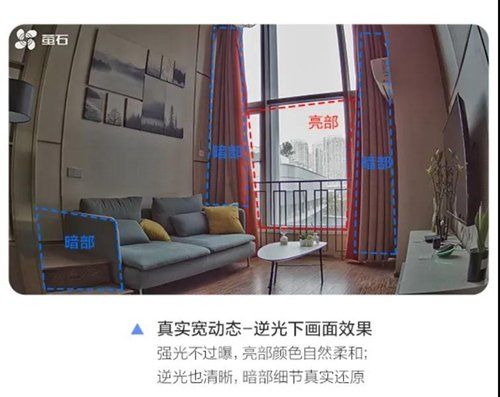 萤石
亮部
暗部
暗部
暗部
真实宽动态-逆光下画面效果
强光不过曝，亮部颜色自然柔和；
逆光也清晰，暗部细节真实还原